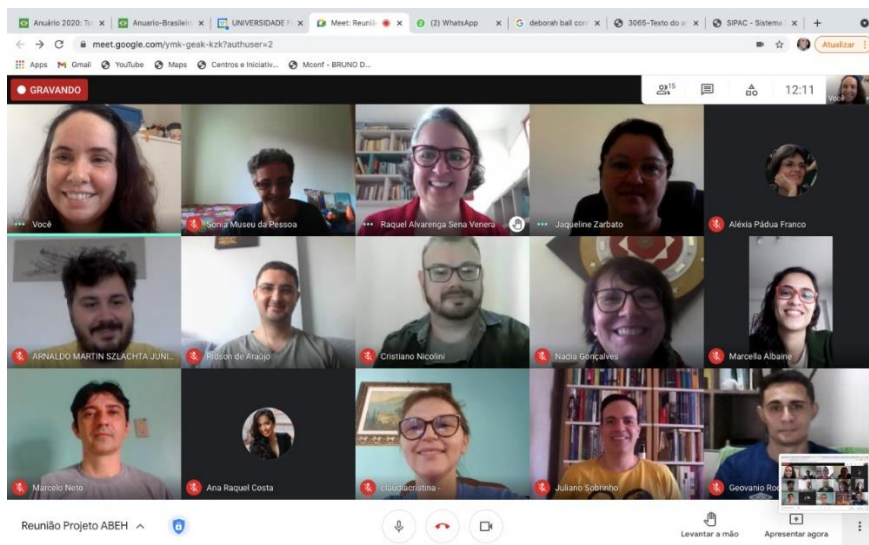 Anuário 2020: To
Anuario-Brasileiro
UNIVERSIDADE F
Meet: Reuniã
(2) WhatsApp
deborah ball con
3065-Texto do a
SIPAC - Sistema
meet.google.com/ymk-geak-kzk?authuser=2
Atualizar
Apps
Gmail
YouTube
Maps
Centros e Iniciativ...
Mconf - BRUNO D...
GRAVANDO
15
12:11
Você
Você
Sonia Museu da Pessoa
Raquel Alvarenga Sena Venera
Jaqueline Zarbato
Aléxia Pádua Franco
ARNALDO MARTIN SZLACHTA JUNI...
Ridson de Araújo
Cristiano Nicolini
Nadia Gonçalves
Marcella Albaine
Marcelo Neto
Ana Raquel Costa
claudiacristina -
Juliano Sobrinho
Geovanio
Reunião Projeto ABEH
Levantar a mão
Apresentar agora